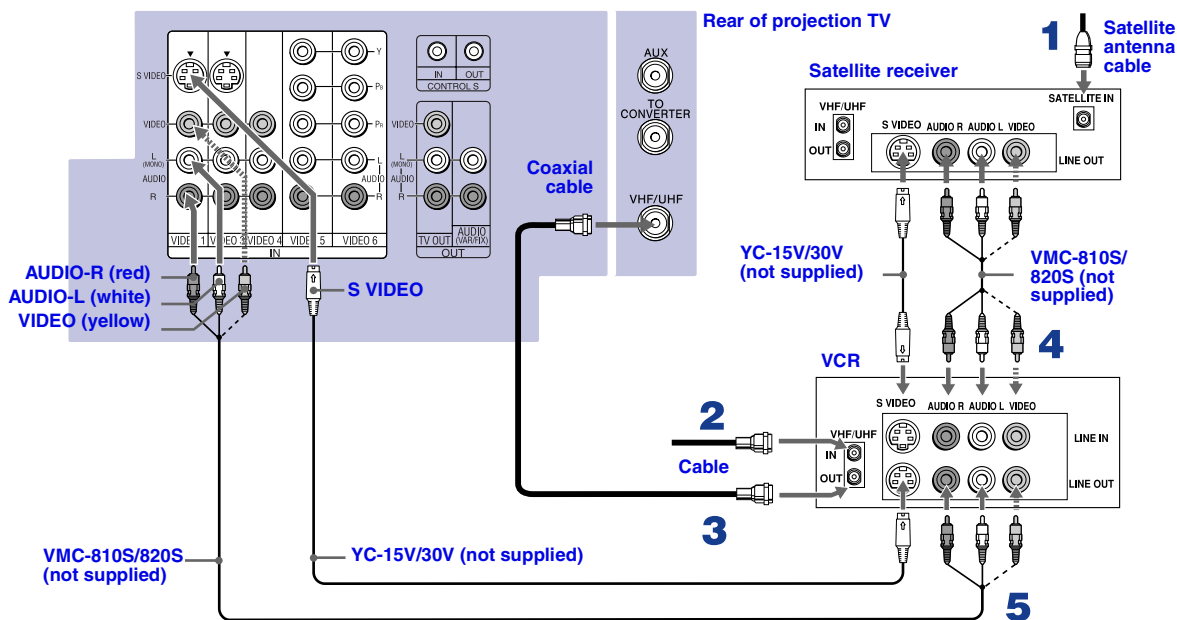 Rear of projection TV
S VIDEO
VIDEO
L
(MONO)
AUDIO
R
Y
PB
PR
L
AUDIO
R
VIDEO 1
VIDEO 3
VIDEO 4
VIDEO 5
VIDEO 6
IN
IN
OUT
CONTROL S
VIDEO
L
(MONO)
AUDIO
R
TV OUT
AUDIO
(VAR/FIX)
OUT
AUX
TO
CONVERTER
VHF/UHF
Coaxial
cable
AUDIO-R (red)
AUDIO-L (white)
VIDEO (yellow)
S VIDEO
1
Satellite
antenna
cable
Satellite receiver
SATELLITE IN
VHF/UHF
IN
OUT
S VIDEO
AUDIO R
AUDIO L
VIDEO
LINE OUT
YC-15V/30V
(not supplied)
VMC-810S/
820S (not
supplied)
4
VCR
S VIDEO
AUDIO R
AUDIO L
VIDEO
VHF/UHF
IN
OUT
LINE IN
LINE OUT
2
Cable
3
VMC-810S/820S
(not supplied)
YC-15V/30V (not supplied)
5